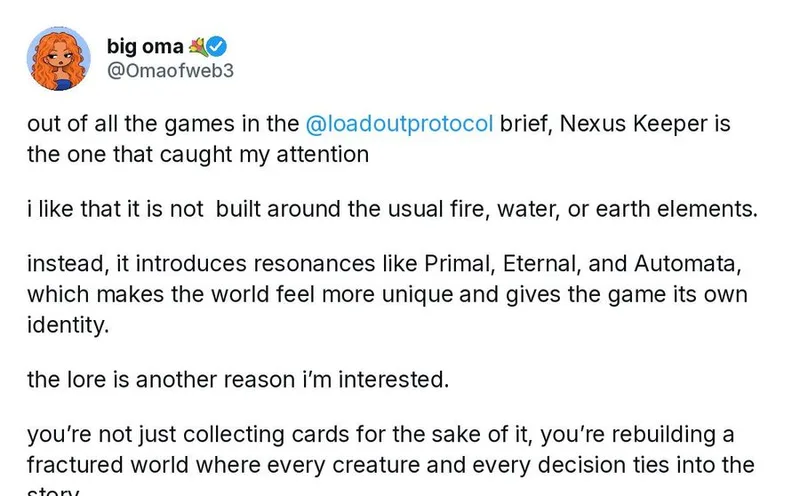 big oma
@Omaofweb3
out of all the games in the @loadoutprotocol brief, Nexus Keeper is
the one that caught my attention
i like that it is not  built around the usual fire, water, or earth elements.
instead, it introduces resonances like Primal, Eternal, and Automata,
which makes the world feel more unique and gives the game its own
identity.
the lore is another reason i’m interested.
you’re not just collecting cards for the sake of it, you’re rebuilding a
fractured world where every creature and every decision ties into the
story